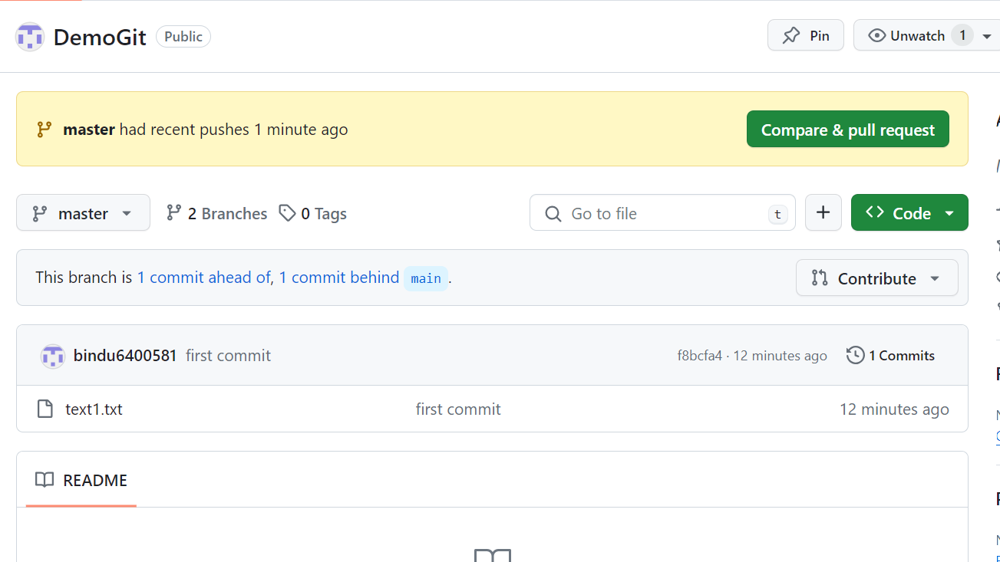 DemoGit Public Pin Unwatch 1
master had recent pushes 1 minute ago Compare & pull request
master 2 Branches 0 Tags Go to file t + Code
This branch is 1 commit ahead of, 1 commit behind main.
Contribute
bindu6400581 first commit f8bcfa4 · 12 minutes ago 1 Commits
text1.txt first commit 12 minutes ago
README